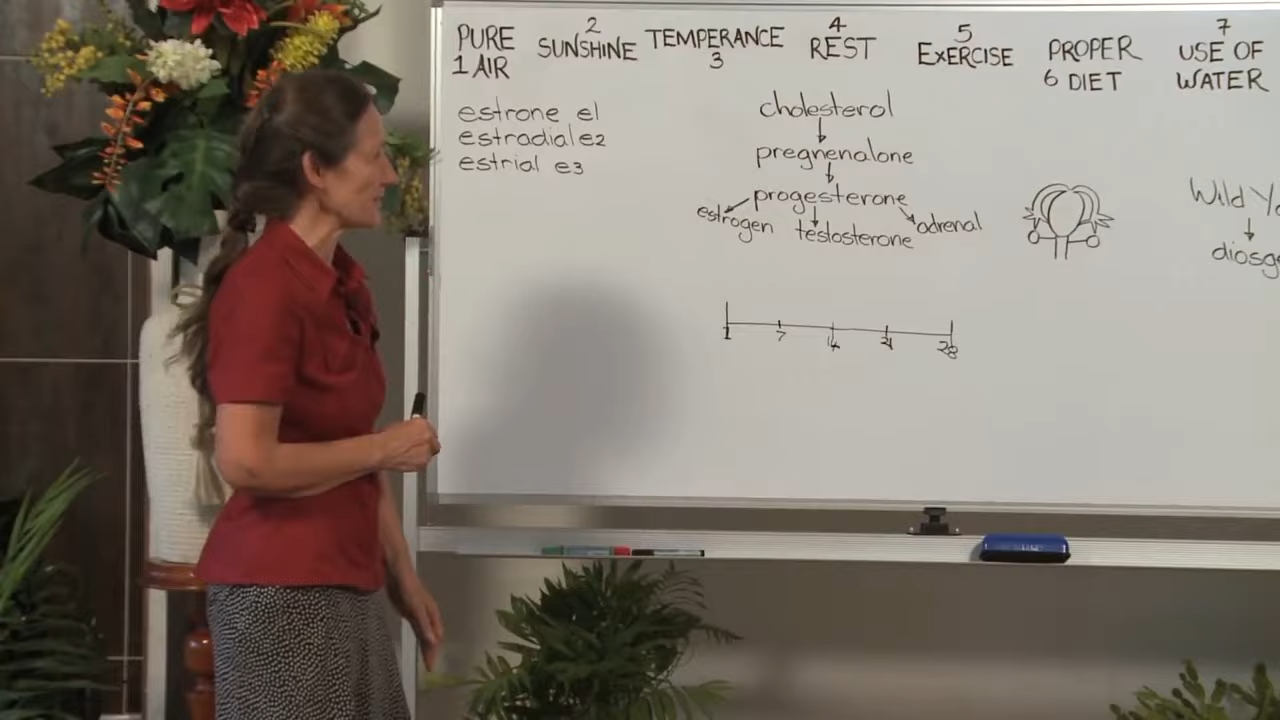 PURE
1 AIR
2
SUNSHINE
TEMPERANCE
3
4
REST
5
EXERCISE
PROPER
6 DIET
7
USE OF
WATER
estrone e1
estradial e2
estrial e3
cholesterol
pregnenalone
progesterone
estrogen testosterone adrenal
1 7 14 21 28
Wild